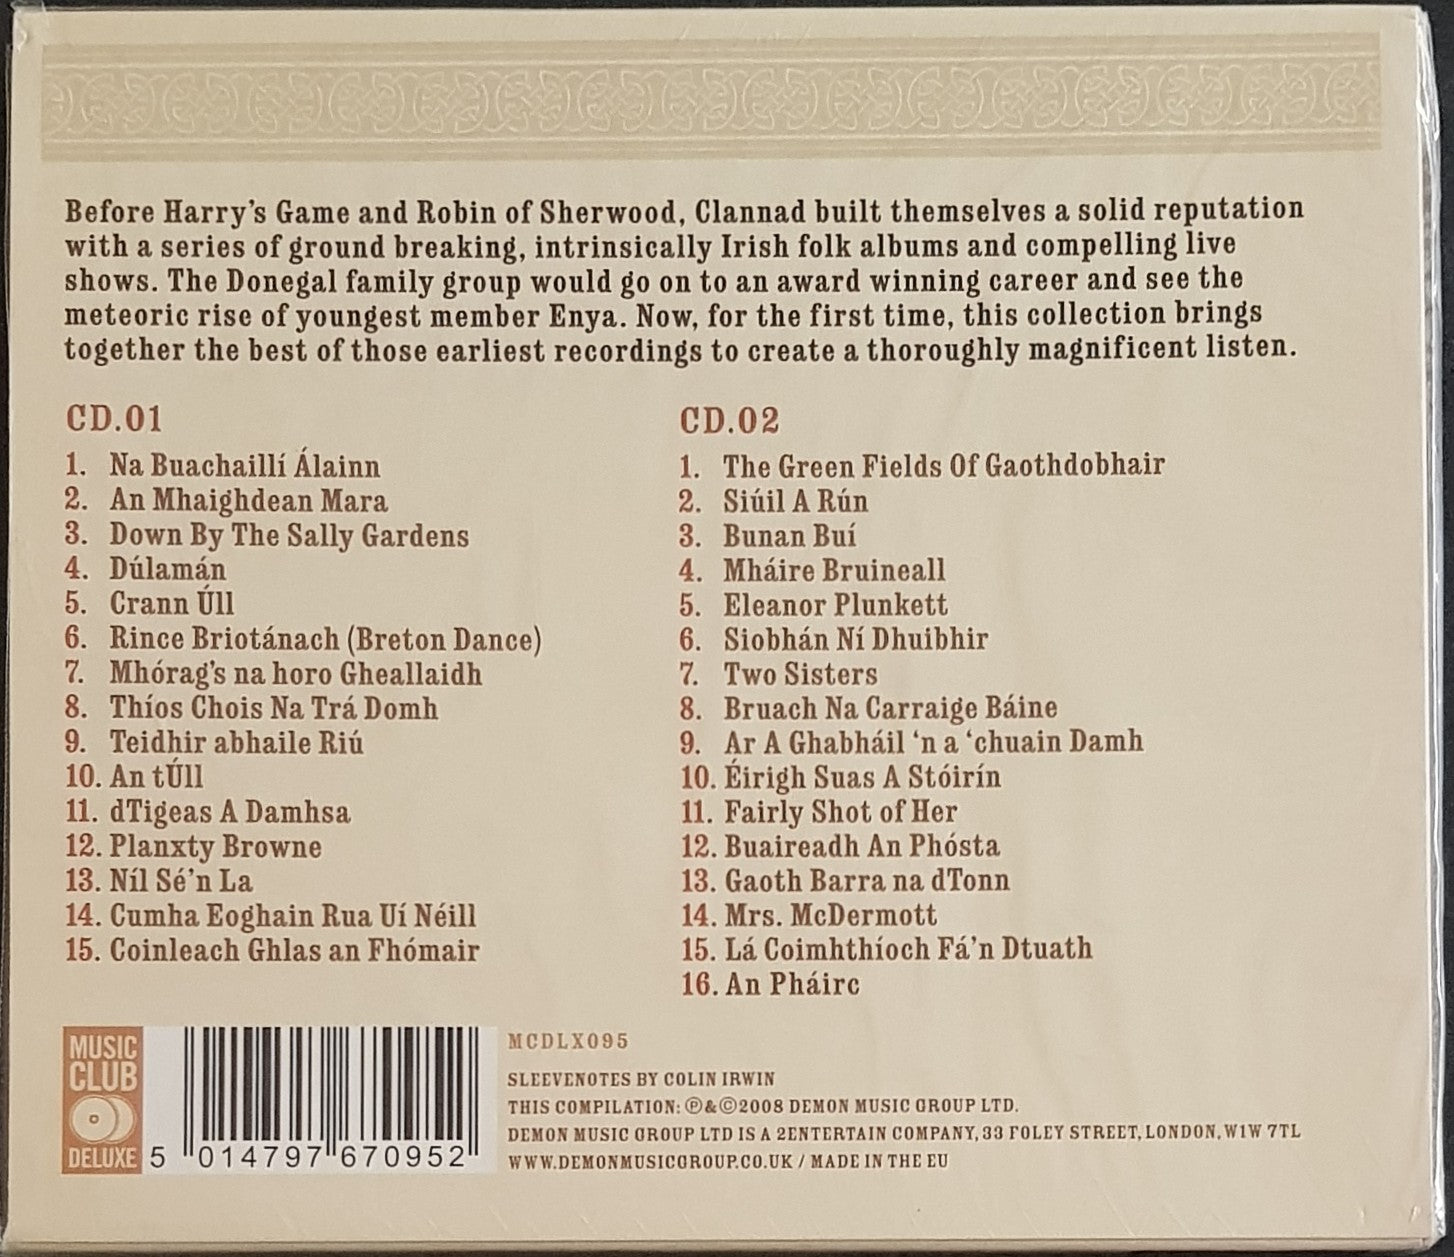 Before Harry's Game and Robin of Sherwood, Clannad built themselves a solid reputation
with a series of ground breaking, intrinsically Irish folk albums and compelling live
shows. The Donegal family group would go on to an award winning career and see the
meteoric rise of youngest member Enya. Now, for the first time, this collection brings
together the best of those earliest recordings to create a thoroughly magnificent listen.
CD.01
1. Na Buachaillí Álainn
2. An Mhaighdean Mara
3. Down By The Sally Gardens
4. Dúlamán
5. Crann Úll
6. Rince Briotánach (Breton Dance)
7. Mhórag's na horo Gheallaidh
8. Thíos Chois Na Trá Domh
9. Teidhir abhaile Riú
10. An tÚll
11. dTigeas A Damhsa
12. Planxty Browne
13. Níl Sé'n La
14. Cumha Eoghain Rua Uí Néill
15. Coinleach Ghlas an Fhómair
CD.02
1. The Green Fields Of Gaothdobhair
2. Siúil A Rún
3. Bunan Buí
4. Mháire Bruineall
5. Eleanor Plunkett
6. Siobhán Ní Dhuibhir
7. Two Sisters
8. Bruach Na Carraige Báine
9. Ar A Ghabháil 'n a 'chuain Damh
10. Éirigh Suas A Stóirín
11. Fairly Shot of Her
12. Buaireadh An Phósta
13. Gaoth Barra na dTonn
14. Mrs. McDermott
15. Lá Coimhthíoch Fá'n Dtuath
16. An Pháirc
MUSIC
CLUB
DELUXE
5 014797 670952
MCDLX095
SLEEVENOTES BY COLIN IRWIN
THIS COMPILATION: ℗&©2008 DEMON MUSIC GROUP LTD.
DEMON MUSIC GROUP LTD IS A 2ENTERTAIN COMPANY, 33 FOLEY STREET, LONDON, W1W 7TL
WWW.DEMONMUSICGROUP.CO.UK / MADE IN THE EU